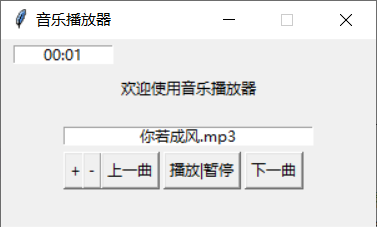 音乐播放器
00:01
欢迎使用音乐播放器
你若成风.mp3
+ - 上一曲 播放|暂停 下一曲